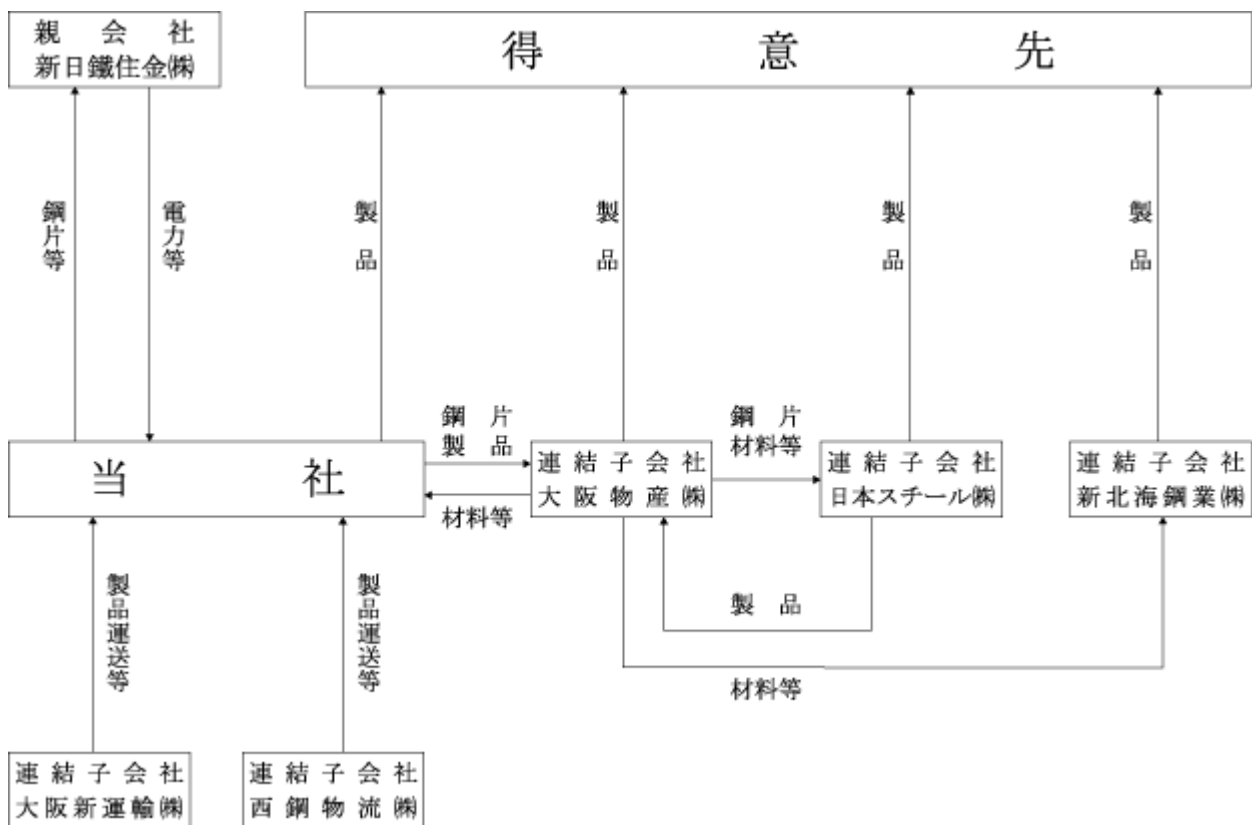 親会社
新日鐵住金㈱
得意先
鋼片等
電力等
製品
製品
製品
製品
鋼片
製品
鋼片
材料等
当社
連結子会社
大阪物産㈱
連結子会社
日本スチール㈱
連結子会社
新北海鋼業㈱
材料等
製品運送等
製品運送等
製品
材料等
連結子会社
大阪新運輸㈱
連結子会社
西鋼物流㈱